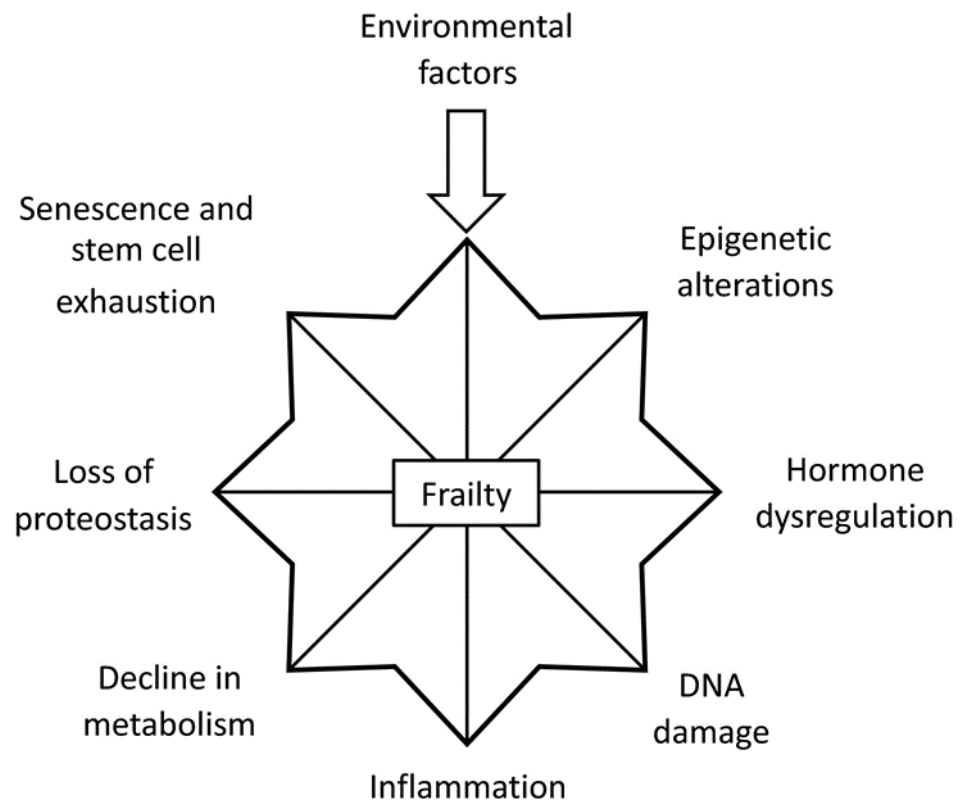 Environmental
factors
Senescence and
stem cell
exhaustion
Epigenetic
alterations
Loss of
proteostasis
Frailty
Hormone
dysregulation
Decline in
metabolism
DNA
damage
Inflammation